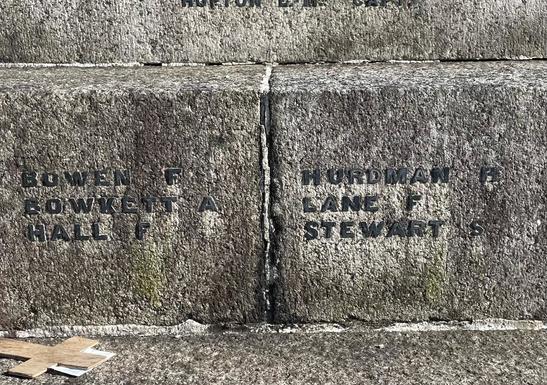 BOWEN F
BOWKETT A
HALL F
HURDMAN
LANE F
STEWART S